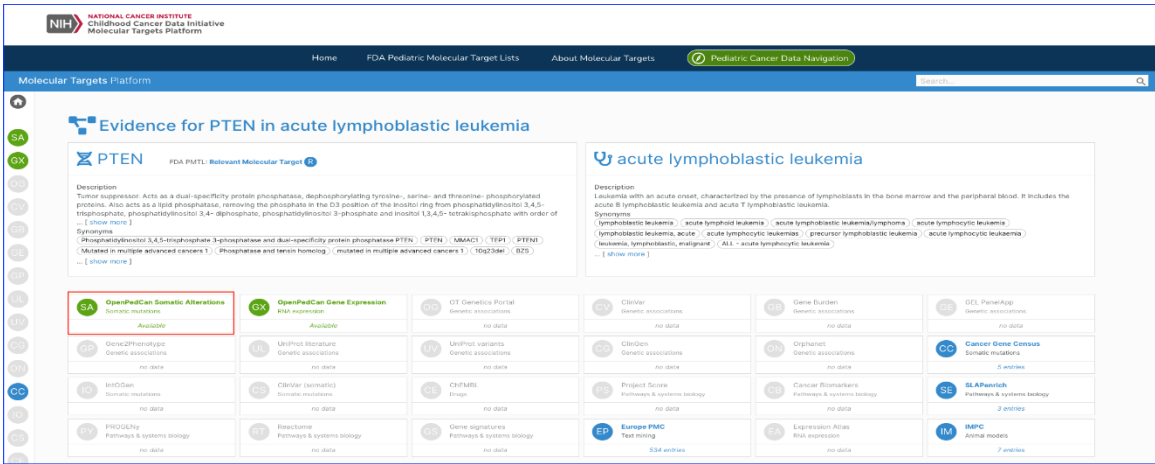 NIH
NATIONAL CANCER INSTITUTE
Childhood Cancer Data Initiative
Molecular Targets Platform
Home FDA Pediatric Molecular Target Lists About Molecular Targets Pediatric Cancer Data Navigation
Molecular Targets Platform Search...
Evidence for PTEN in acute lymphoblastic leukemia
PTEN FDA PMTL: Relevant Molecular Target R
Description
Tumor suppressor. Acts as a dual-specificity protein phosphatase, dephosphorylating tyrosine-, serine- and threonine- phosphorylated
proteins. Also acts as a lipid phosphatase, removing the phosphate in the D3 position of the inositol ring from phosphatidylinositol 3,4,5-
trisphosphate, phosphatidylinositol 3,4- diphosphate, phosphatidylinositol 3-phosphate and inositol 1,3,4,5- tetrakisphosphate with order of
... [ show more ]
Synonyms
Phosphatidylinositol 3,4,5-trisphosphate 3-phosphatase and dual-specificity protein phosphatase PTEN PTEN MMAC1 TEP1 PTEN1
Mutated in multiple advanced cancers 1 Phosphatase and tensin homolog mutated in multiple advanced cancers 1 10q23del BZS
... [ show more ]
acute lymphoblastic leukemia
Description
Leukemia with an acute onset, characterized by the presence of lymphoblasts in the bone marrow and the peripheral blood. It includes the
acute B lymphoblastic leukemia and acute T lymphoblastic leukemia.
Synonyms
lymphoblastic leukemia acute lymphoid leukemia acute lymphoblastic leukemia/lymphoma acute lymphocytic leukemia
lymphoblastic leukemia, acute acute lymphocytic leukemias precursor lymphoblastic leukemia acute lymphocytic leukaemia
leukemia, lymphoblastic, malignant ALL - acute lymphocytic leukemia
... [ show more ]
SA
GX
CV
GB
GE
GP
UL
UV
CG
ON
CC
IO
CS
CE
SA OpenPedCan Somatic Alterations
Somatic mutations
Available
GX OpenPedCan Gene Expression
RNA expression
Available
OG OT Genetics Portal
Genetic associations
no data
CV ClinVar
Genetic associations
no data
GB Gene Burden
Genetic associations
no data
GE GEL PanelApp
Genetic associations
no data
GP Gene2Phenotype
Genetic associations
no data
UL UniProt literature
Genetic associations
no data
UV UniProt variants
Genetic associations
no data
CG ClinGen
Genetic associations
no data
ON Orphanet
Genetic associations
no data
CC Cancer Gene Census
Somatic mutations
5 entries
IO IntOGen
Somatic mutations
no data
CS ClinVar (somatic)
Somatic mutations
no data
CE ChEMBL
Drugs
no data
PS Project Score
Pathways & systems biology
no data
CB Cancer Biomarkers
Pathways & systems biology
no data
SE SLAPenrich
Pathways & systems biology
3 entries
PY PROGENy
Pathways & systems biology
no data
RT Reactome
Pathways & systems biology
no data
GS Gene signatures
Pathways & systems biology
no data
EP Europe PMC
Text mining
534 entries
EA Expression Atlas
RNA expression
no data
IM IMPC
Animal models
7 entries